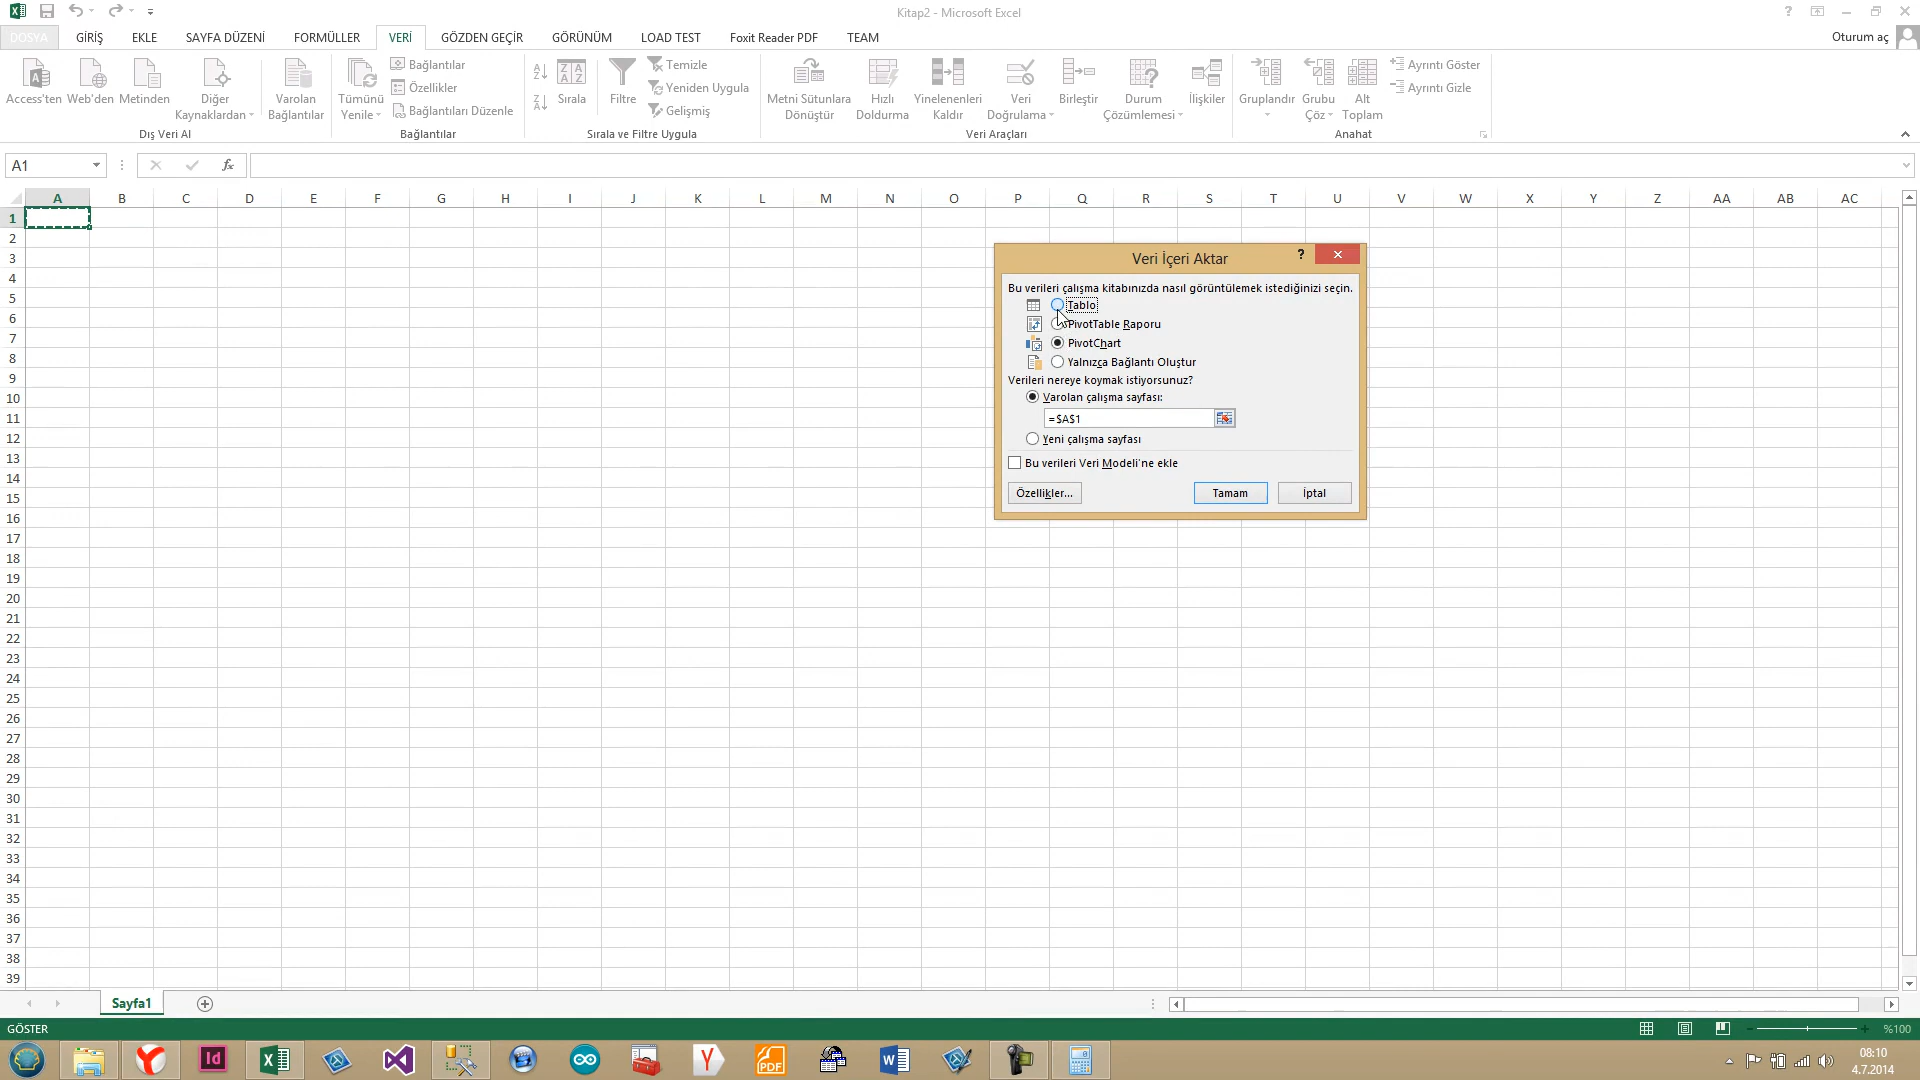 Kitap2 - Microsoft Excel
?
DOSYA GİRİŞ EKLE SAYFA DÜZENİ FORMÜLLER VERİ GÖZDEN GEÇİR GÖRÜNÜM LOAD TEST Foxit Reader PDF TEAM Oturum aç
Access'ten
Web'den
Metinden
Diğer
Kaynaklardan
Varolan
Bağlantılar
Dış Veri Al
Tümünü
Yenile
Bağlantılar
Özellikler
Bağlantıları Düzenle
Bağlantılar
Sırala
Filtre
Temizle
Yeniden Uygula
Gelişmiş
Sırala ve Filtre Uygula
Metni Sütunlara
Dönüştür
Hızlı
Doldurma
Yinelenenleri
Kaldır
Veri
Doğrulama
Birleştir
Durum
Çözümlemesi
İlişkiler
Veri Araçları
Gruplandır
Grubu
Çöz
Alt
Toplam
Ayrıntı Göster
Ayrıntı Gizle
Anahat
A1
fx
A B C D E F G H I J K L M N O P Q R S T U V W X Y Z AA AB AC
1
2
3
4
5
6
7
8
9
10
11
12
13
14
15
16
17
18
19
20
21
22
23
24
25
26
27
28
29
30
31
32
33
34
35
36
37
38
39
Veri İçeri Aktar
?
Bu verileri çalışma kitabınızda nasıl görüntülemek istediğinizi seçin.
Tablo
PivotTable Raporu
PivotChart
Yalnızca Bağlantı Oluştur
Verileri nereye koymak istiyorsunuz?
Varolan çalışma sayfası:
=$A$1
Yeni çalışma sayfası
Bu verileri Veri Modeli'ne ekle
Özellikler...
Tamam
İptal
Sayfa1
GÖSTER
%100
Id
Y
PDF
08:10
4.7.2014